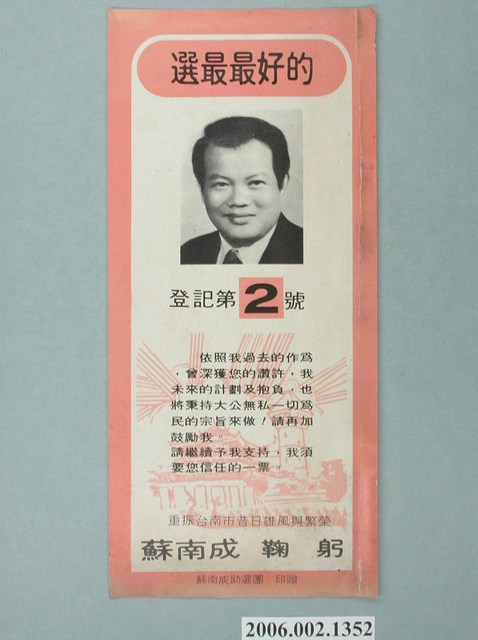 選最最好的
登記第2號
依照我過去的作為
，曾深獲您的讚許，我
未來的計劃及抱負，也
將秉持大公無私一切為
民的宗旨來做！請再加
鼓勵我。
請繼續予我支持，我須
要您信任的一票。
重振台南市昔日雄風與繁榮
蘇南成 鞠 躬
蘇南成助選團 印贈
2006.002.1352